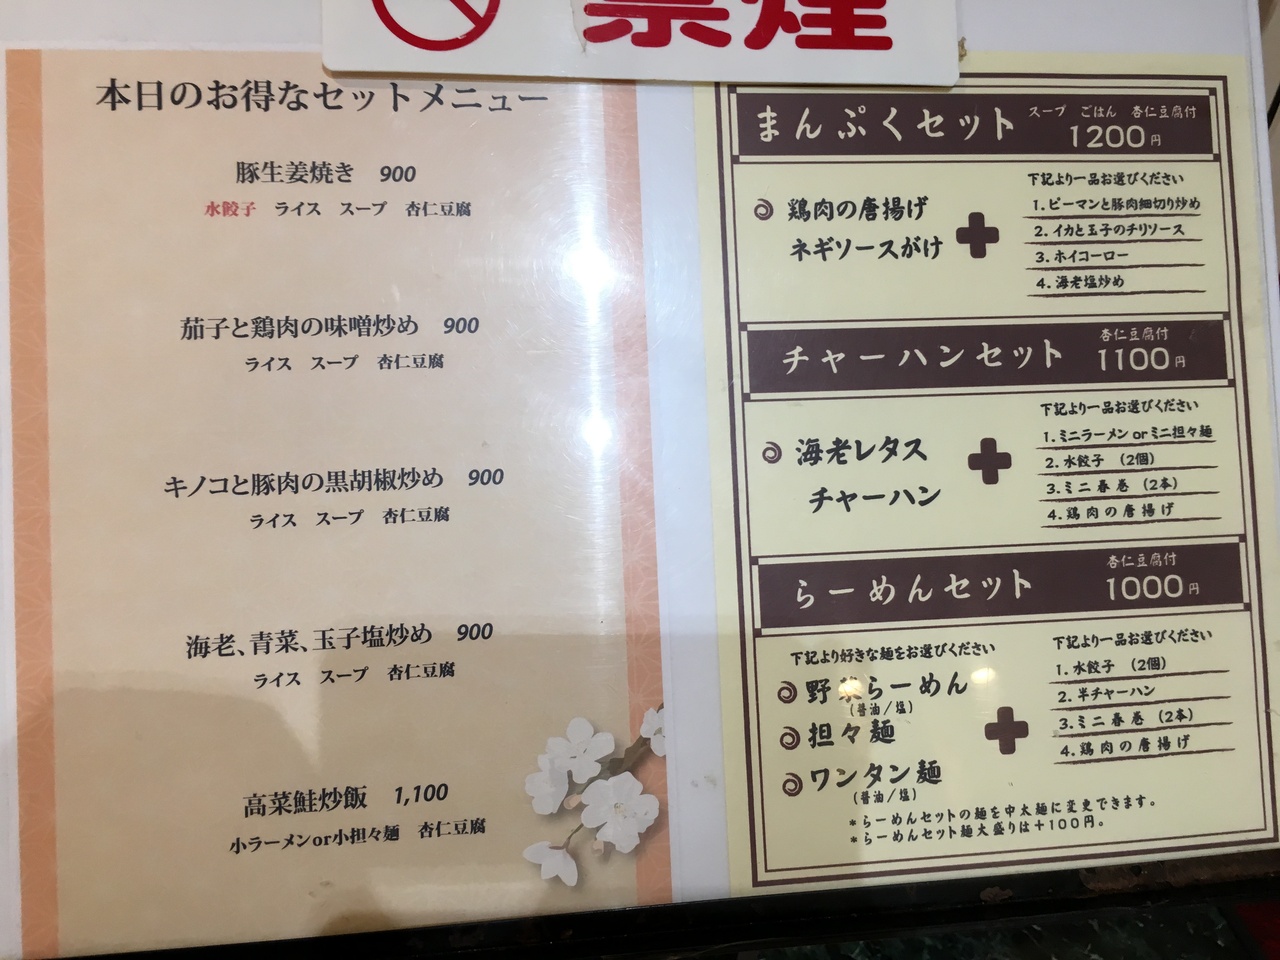 禁煙
本日のお得なセットメニュー
豚生姜焼き 900
水餃子 ライス スープ 杏仁豆腐
茄子と鶏肉の味噌炒め 900
ライス スープ 杏仁豆腐
キノコと豚肉の黒胡椒炒め 900
ライス スープ 杏仁豆腐
海老、青菜、玉子塩炒め 900
ライス スープ 杏仁豆腐
高菜鮭炒飯 1,100
小ラーメンor小担々麺 杏仁豆腐
まんぷくセット スープ ごはん 杏仁豆腐付
1200円
鶏肉の唐揚げ
ネギソースがけ
下記より一品お選びください
1.ピーマンと豚肉細切り炒め
2.イカと玉子のチリソース
3.ホイコーロー
4.海老塩炒め
チャーハンセット 杏仁豆腐付
1100円
海老レタス
チャーハン
下記より一品お選びください
1.ミニラーメンorミニ担々麺
2.水餃子 (2個)
3.ミニ春巻 (2本)
4.鶏肉の唐揚げ
らーめんセット 杏仁豆腐付
1000円
下記より好きな麺をお選びください
野菜らーめん
(醤油/塩)
担々麺
ワンタン麺
(醤油/塩)
下記より一品お選びください
1.水餃子 (2個)
2.半チャーハン
3.ミニ春巻 (2本)
4.鶏肉の唐揚げ
*らーめんセットの麺を中太麺に変更できます。
*らーめんセット麺大盛りは+100円。